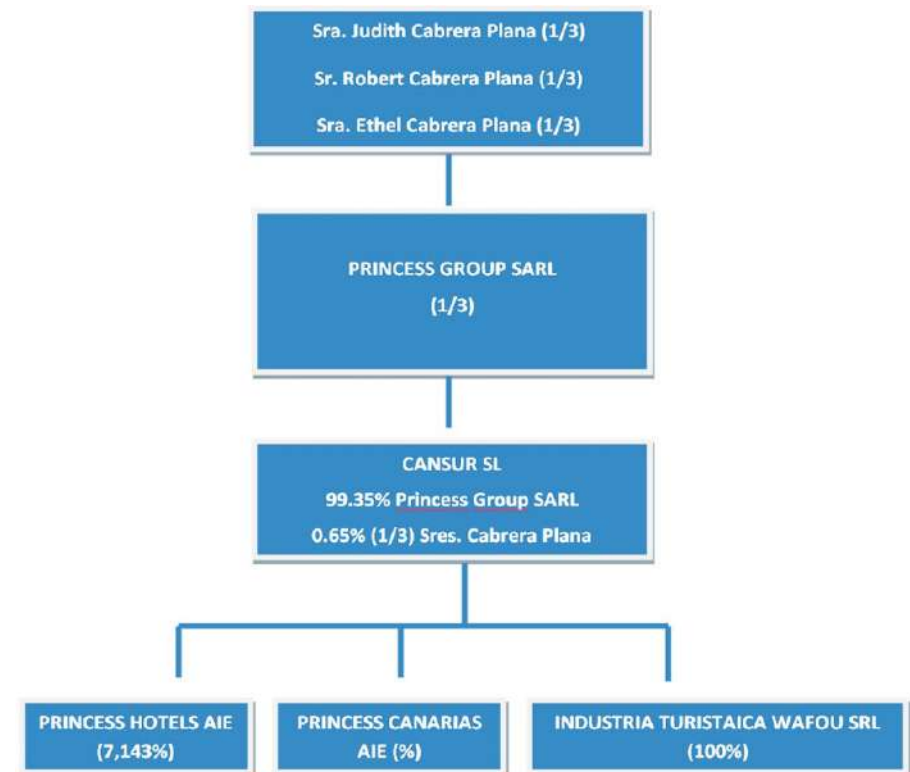 Sra. Judith Cabrera Plana (1/3)
Sr. Robert Cabrera Plana (1/3)
Sra. Ethel Cabrera Plana (1/3)
PRINCESS GROUP SARL
(1/3)
CANSUR SL
99.35% Princess Group SARL
0.65% (1/3) Sres. Cabrera Plana
PRINCESS HOTELS AIE
(7,143%)
PRINCESS CANARIAS
AIE (%)
INDUSTRIA TURISTAICA WAFOU SRL
(100%)